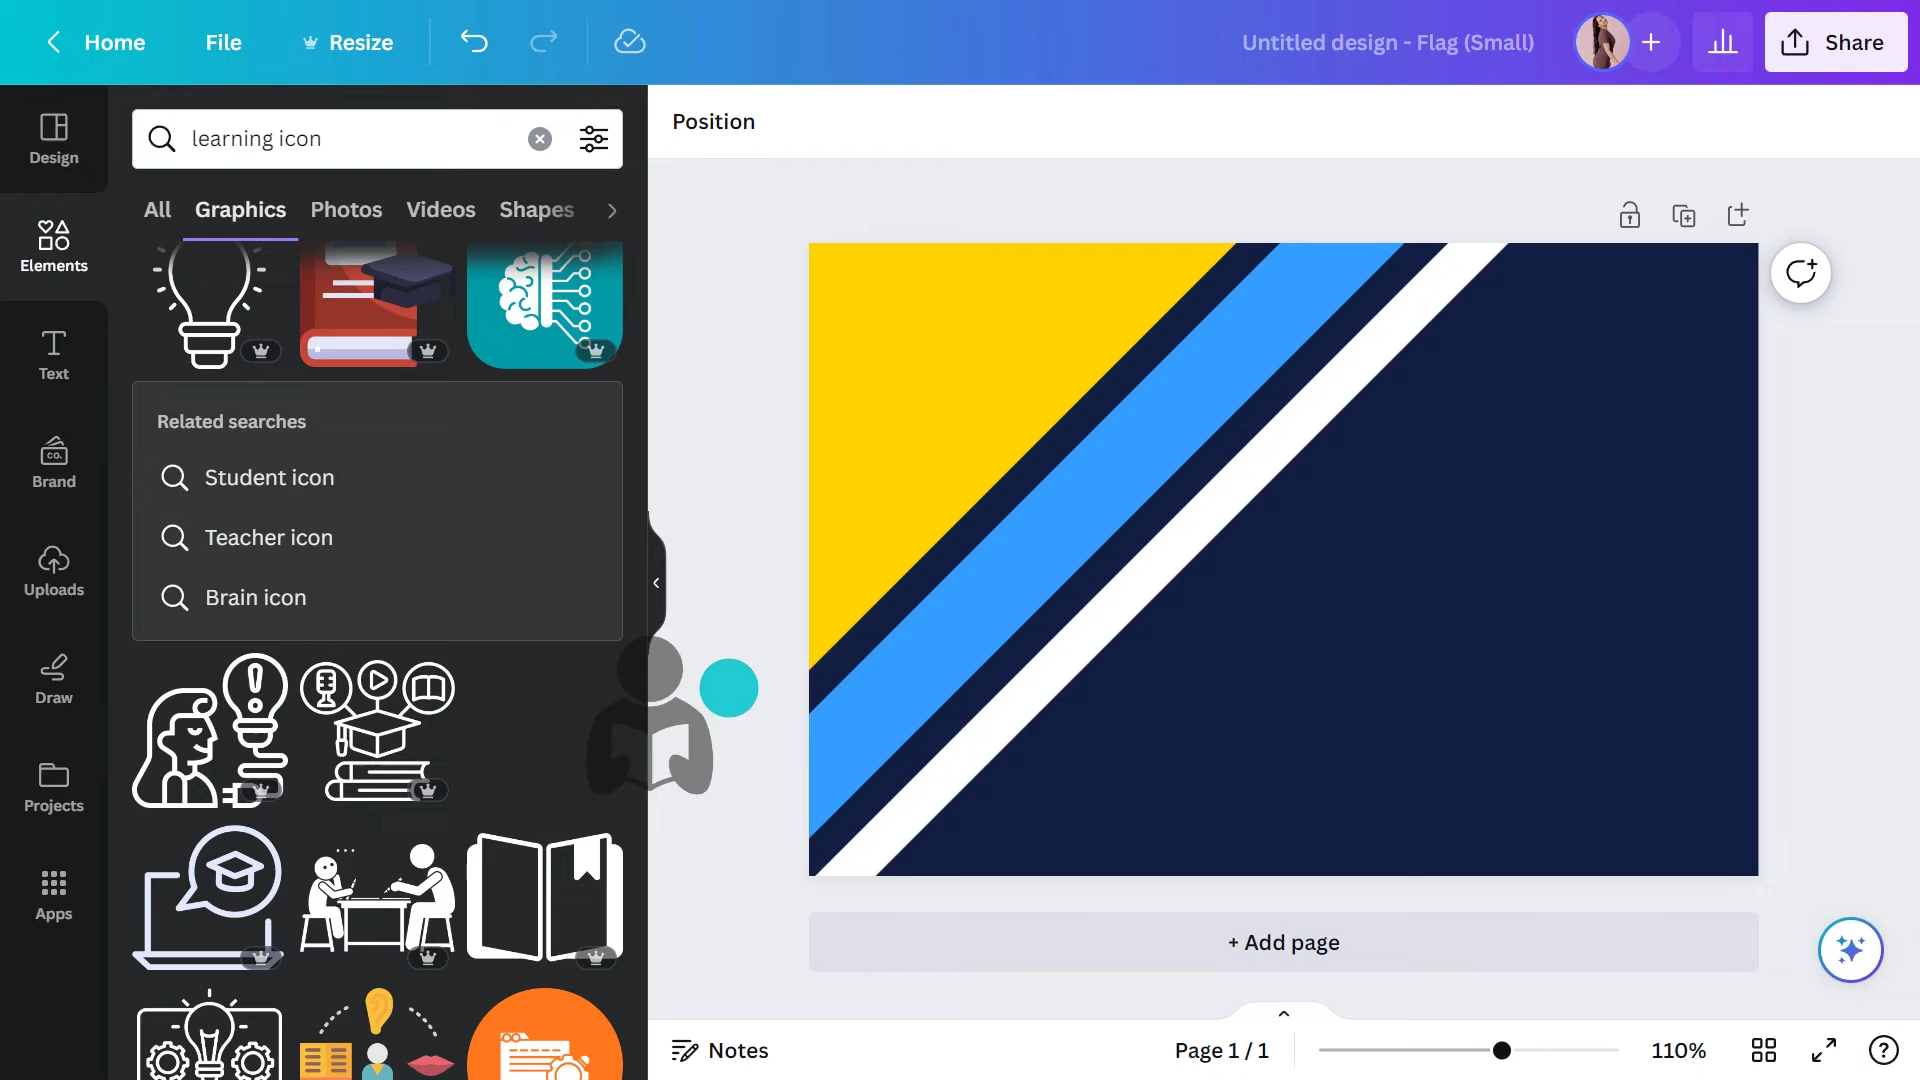 Home
File
Resize
Untitled design - Flag (Small)
Share
Design
Elements
Text
Brand
CO.
Uploads
Draw
Projects
Apps
learning icon
All
Graphics
Photos
Videos
Shapes
Related searches
Student icon
Teacher icon
Brain icon
Position
+ Add page
Notes
Page 1 / 1
110%